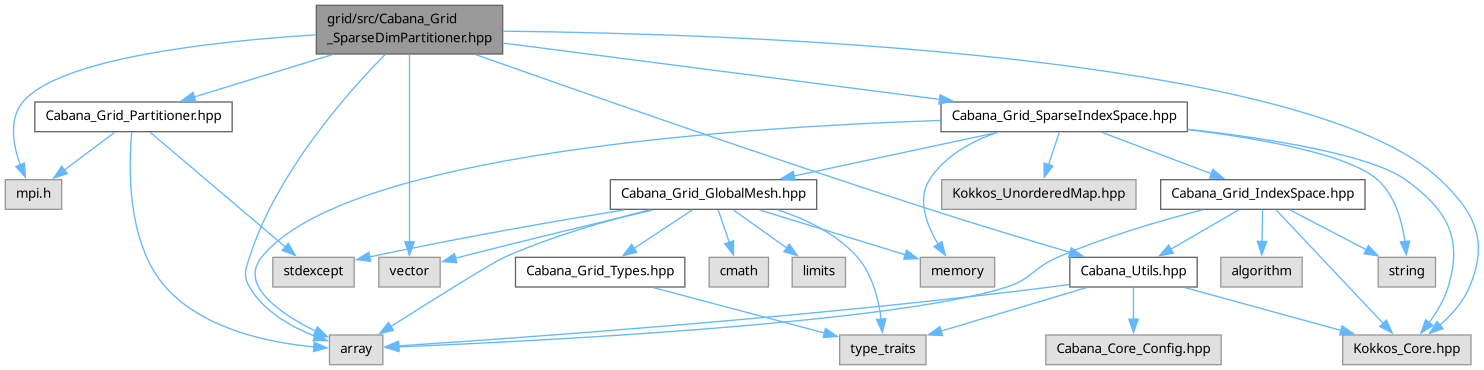 grid/src/Cabana_Grid
_SparseDimPartitioner.hpp
Cabana_Grid_Partitioner.hpp
Cabana_Grid_SparseIndexSpace.hpp
mpi.h
Cabana_Grid_GlobalMesh.hpp
Kokkos_UnorderedMap.hpp
Cabana_Grid_IndexSpace.hpp
stdexcept
vector
Cabana_Grid_Types.hpp
cmath
limits
memory
Cabana_Utils.hpp
algorithm
string
array
type_traits
Cabana_Core_Config.hpp
Kokkos_Core.hpp